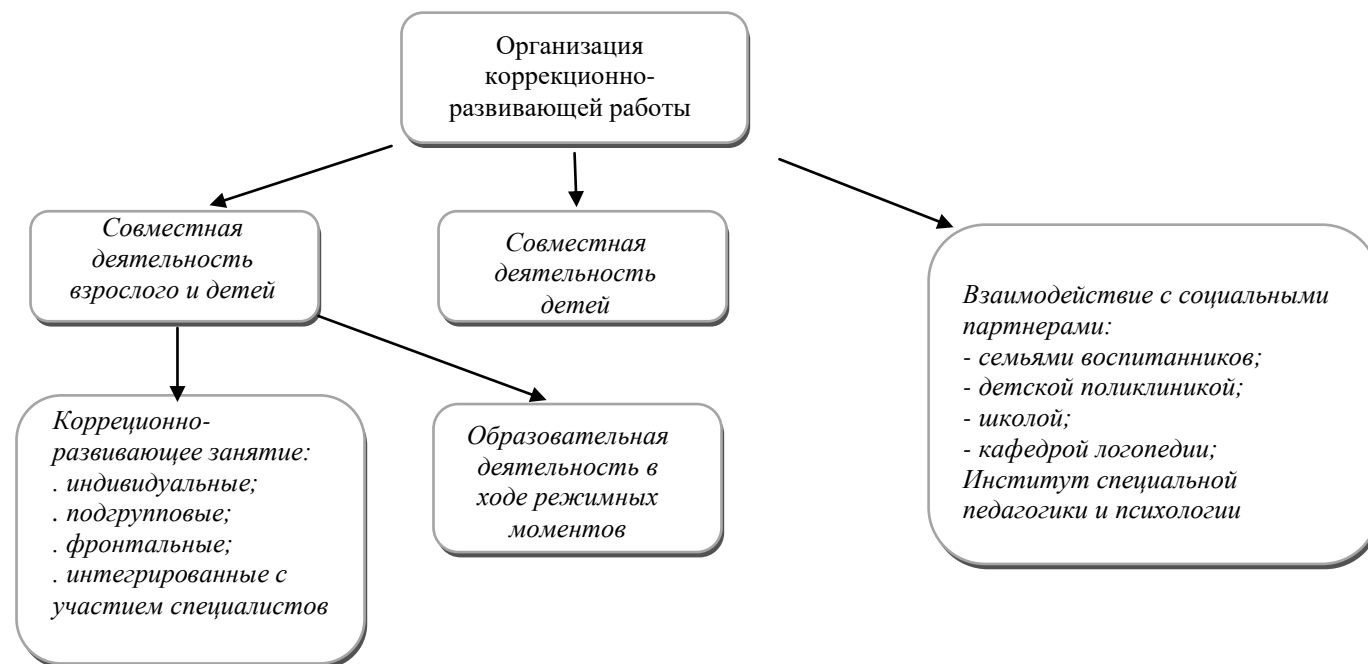 Организация
коррекционно-
развивающей работы
Совместная
деятельность
взрослого и детей
Совместная
деятельность
детей
Взаимодействие с социальными
партнерами:
- семьями воспитанников;
- детской поликлиникой;
- школой;
- кафедрой логопедии;
Институт специальной
педагогики и психологии
Корреционно-
развивающее занятие:
. индивидуальные;
. подгрупповые;
. фронтальные;
. интегрированные с
участием специалистов
Образовательная
деятельность в
ходе режимных
моментов